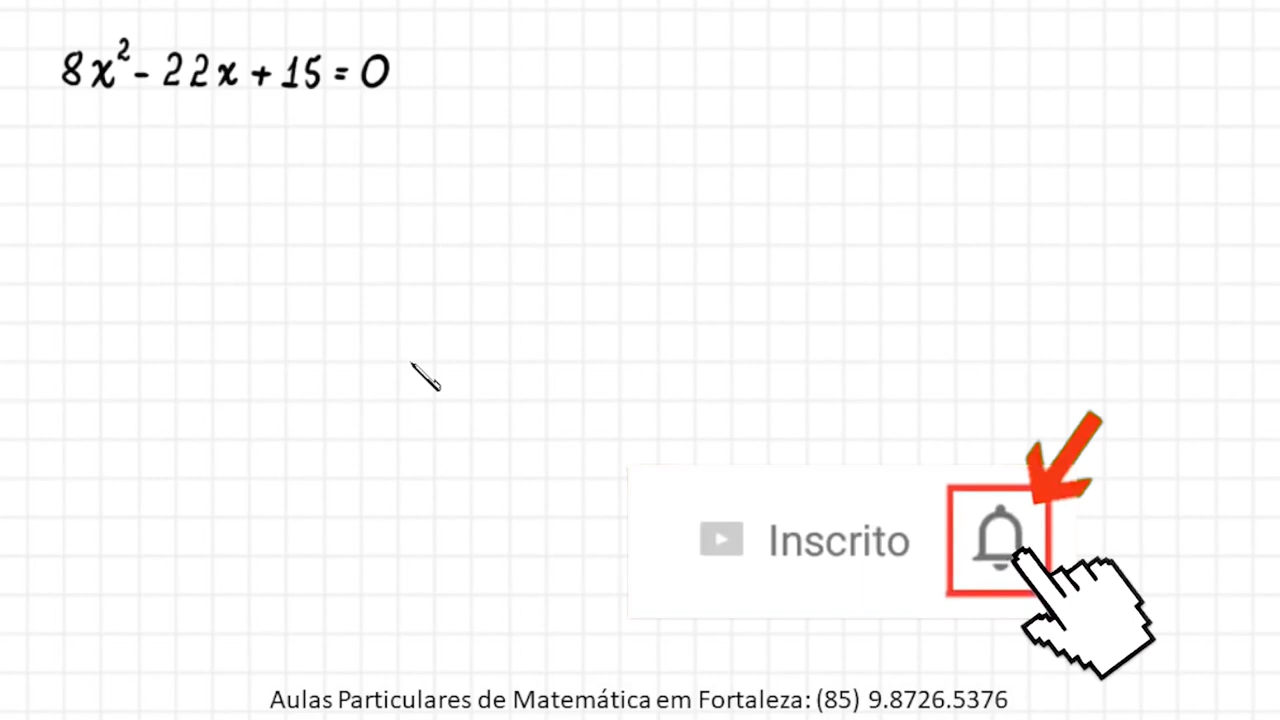 8x² - 22x + 15 = 0
Inscrito
Aulas Particulares de Matemática em Fortaleza: (85) 9.8726.5376